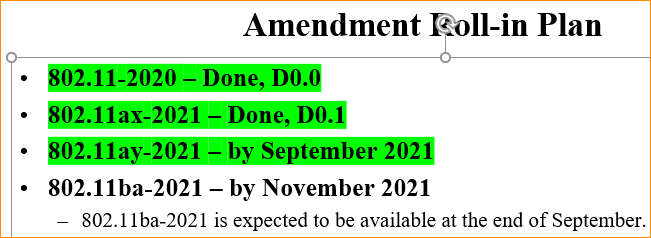 Amendment Roll-in Plan
• 802.11-2020 – Done, D0.0
• 802.11ax-2021 – Done, D0.1
• 802.11ay-2021 – by September 2021
• 802.11ba-2021 – by November 2021
– 802.11ba-2021 is expected to be available at the end of September.